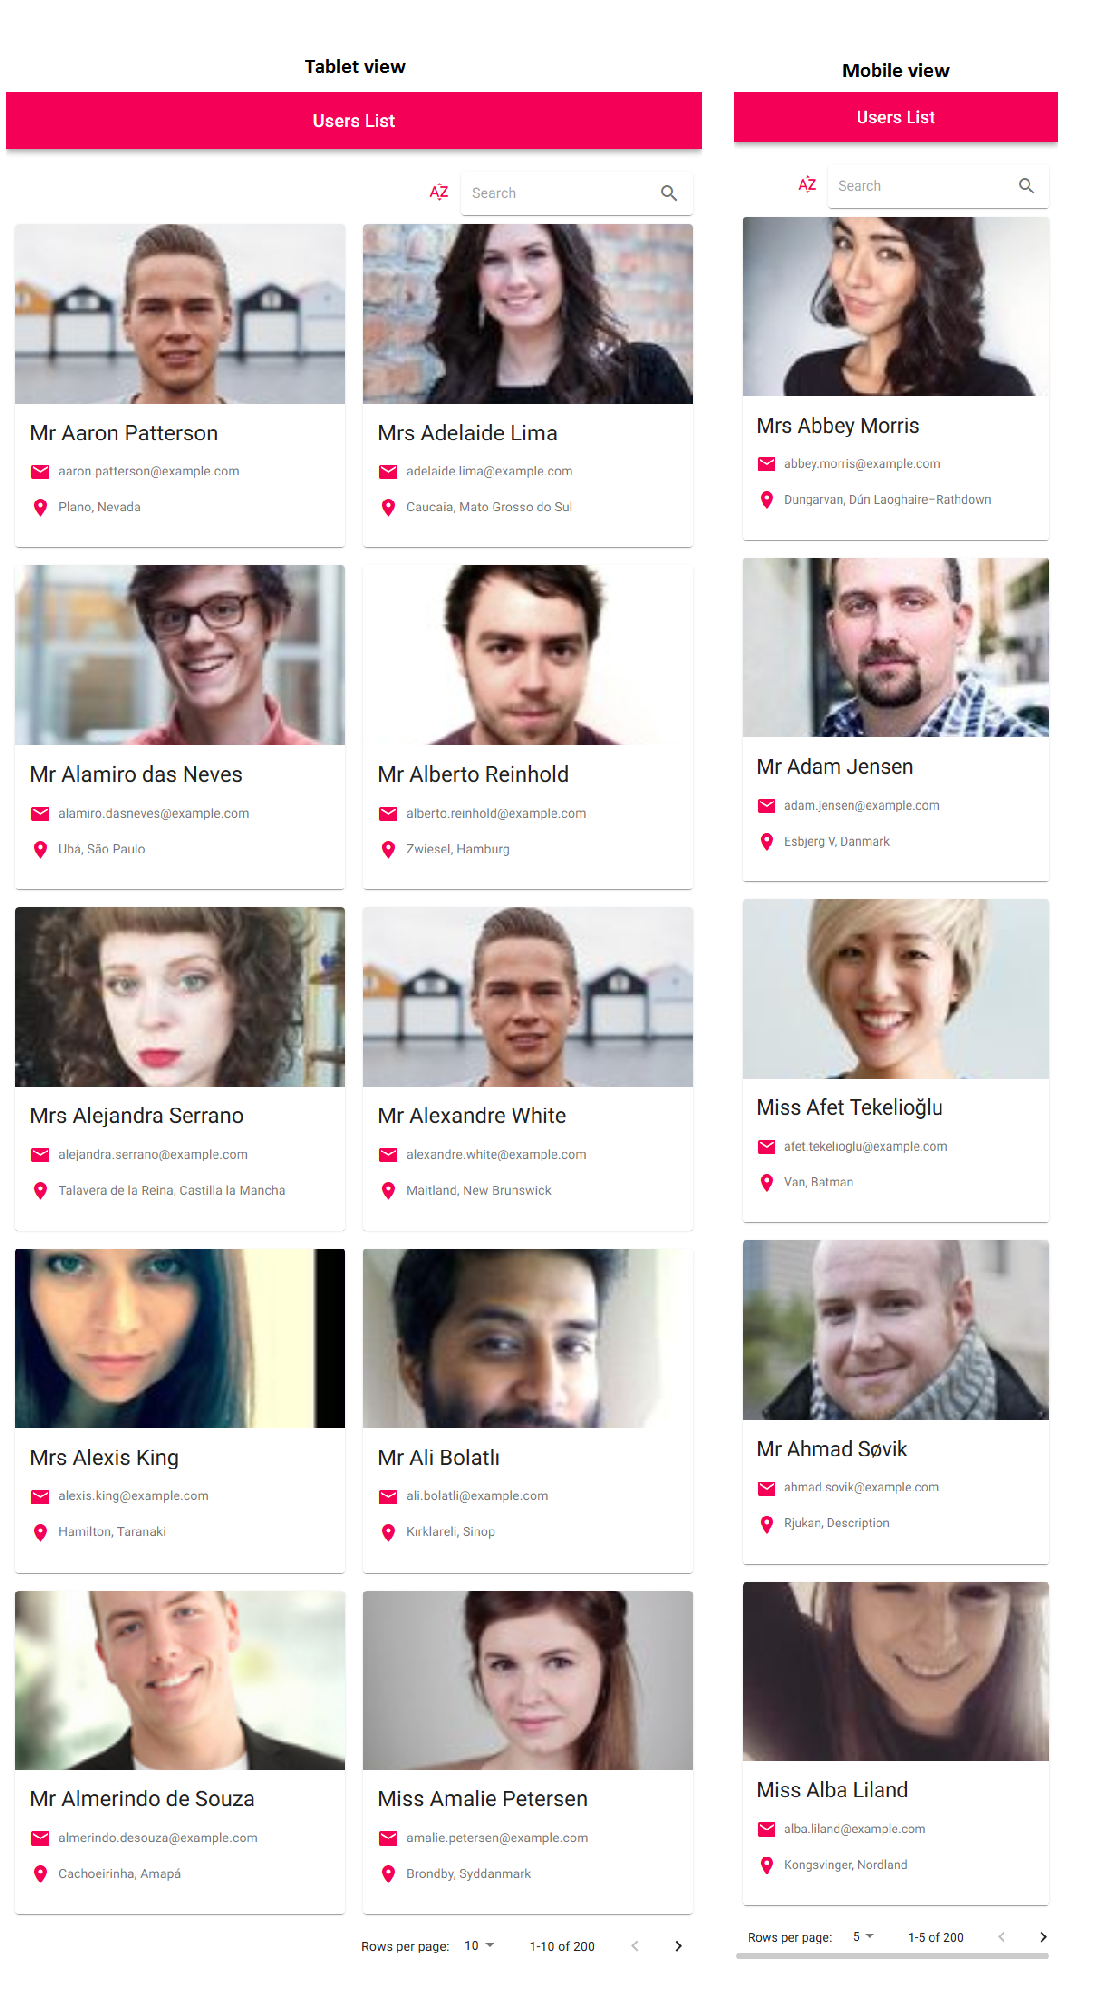 Tablet view
Users List
AZ
Search
Mr Aaron Patterson
aaron.patterson@example.com
Plano, Nevada
Mrs Adelaide Lima
adelaide.lima@example.com
Caucaia, Mato Grosso do Sul
Mr Alamiro das Neves
alamiro.dasneves@example.com
Ubá, São Paulo
Mr Alberto Reinhold
alberto.reinhold@example.com
Zwiesel, Hamburg
Mrs Alejandra Serrano
alejandra.serrano@example.com
Talavera de la Reina, Castilla la Mancha
Mr Alexandre White
alexandre.white@example.com
Maitland, New Brunswick
Mrs Alexis King
alexis.king@example.com
Hamilton, Taranaki
Mr Ali Bolatlı
ali.bolatli@example.com
Kırklareli, Sinop
Mr Almerindo de Souza
almerindo.desouza@example.com
Cachoeirinha, Amapá
Miss Amalie Petersen
amalie.petersen@example.com
Brondby, Syddanmark
Rows per page: 10 1-10 of 200
Mobile view
Users List
AZ
Search
Mrs Abbey Morris
abbey.morris@example.com
Dungarvan, Dún Laoghaire–Rathdown
Mr Adam Jensen
adam.jensen@example.com
Esbjerg V, Danmark
Miss Afet Tekelioğlu
afet.tekelioglu@example.com
Van, Batman
Mr Ahmad Søvik
ahmad.sovik@example.com
Rjukan, Description
Miss Alba Liland
alba.liland@example.com
Kongsvinger, Nordland
Rows per page: 5 1-5 of 200